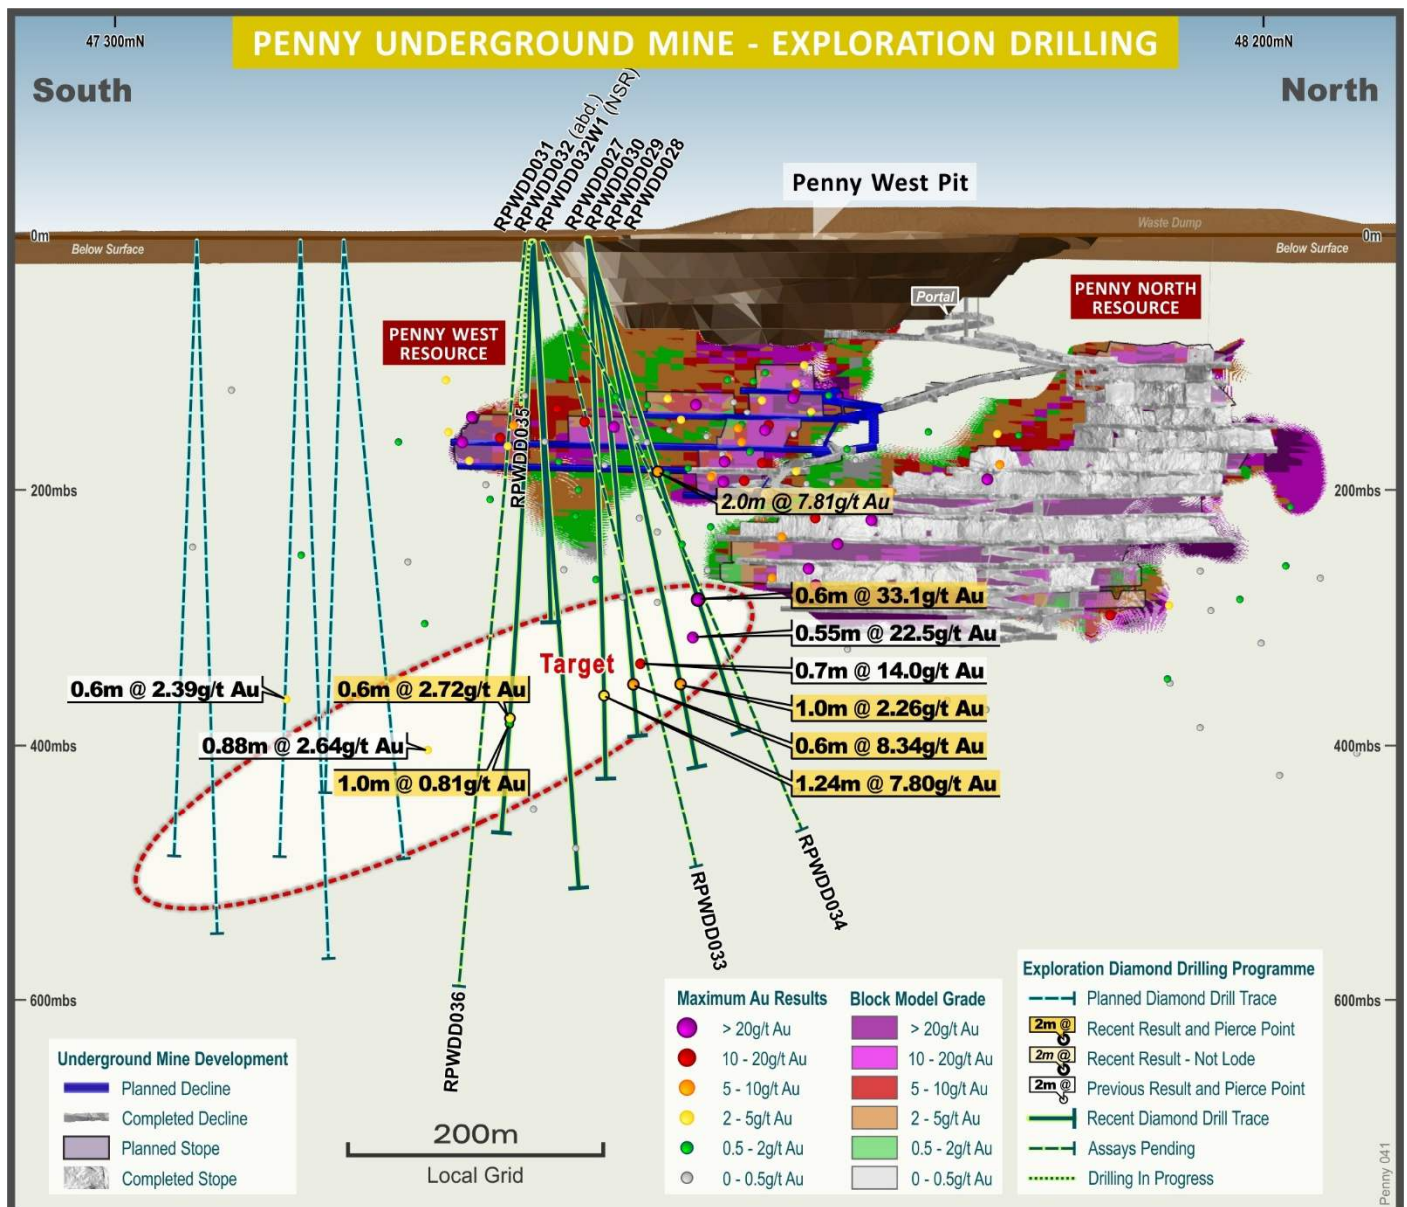 47 300mN
PENNY UNDERGROUND MINE - EXPLORATION DRILLING
48 200mN
South
North
RPWDD031
RPWDD032 (abd.)
RPWDD032W1 (NSR)
RPWDD027
RPWDD030
RPWDD029
RPWDD028
Penny West Pit
Waste Dump
0m
0m
Below Surface
Below Surface
Portal
PENNY NORTH
RESOURCE
PENNY WEST
RESOURCE
RPWDD035
200mbs
2.0m @ 7.81g/t Au
200mbs
0.6m @ 33.1g/t Au
0.55m @ 22.5g/t Au
Target
0.7m @ 14.0g/t Au
0.6m @ 2.39g/t Au
0.6m @ 2.72g/t Au
1.0m @ 2.26g/t Au
0.88m @ 2.64g/t Au
0.6m @ 8.34g/t Au
400mbs
400mbs
1.0m @ 0.81g/t Au
1.24m @ 7.80g/t Au
RPWDD034
RPWDD033
RPWDD036
600mbs
600mbs
Underground Mine Development
Planned Decline
Completed Decline
Planned Stope
Completed Stope
200m
Local Grid
Maximum Au Results
> 20g/t Au
10 - 20g/t Au
5 - 10g/t Au
2 - 5g/t Au
0.5 - 2g/t Au
0 - 0.5g/t Au
Block Model Grade
> 20g/t Au
10 - 20g/t Au
5 - 10g/t Au
2 - 5g/t Au
0.5 - 2g/t Au
0 - 0.5g/t Au
Exploration Diamond Drilling Programme
Planned Diamond Drill Trace
2m @
Recent Result and Pierce Point
2m @
Recent Result - Not Lode
2m @
Previous Result and Pierce Point
Recent Diamond Drill Trace
Assays Pending
Drilling In Progress
Penny 041